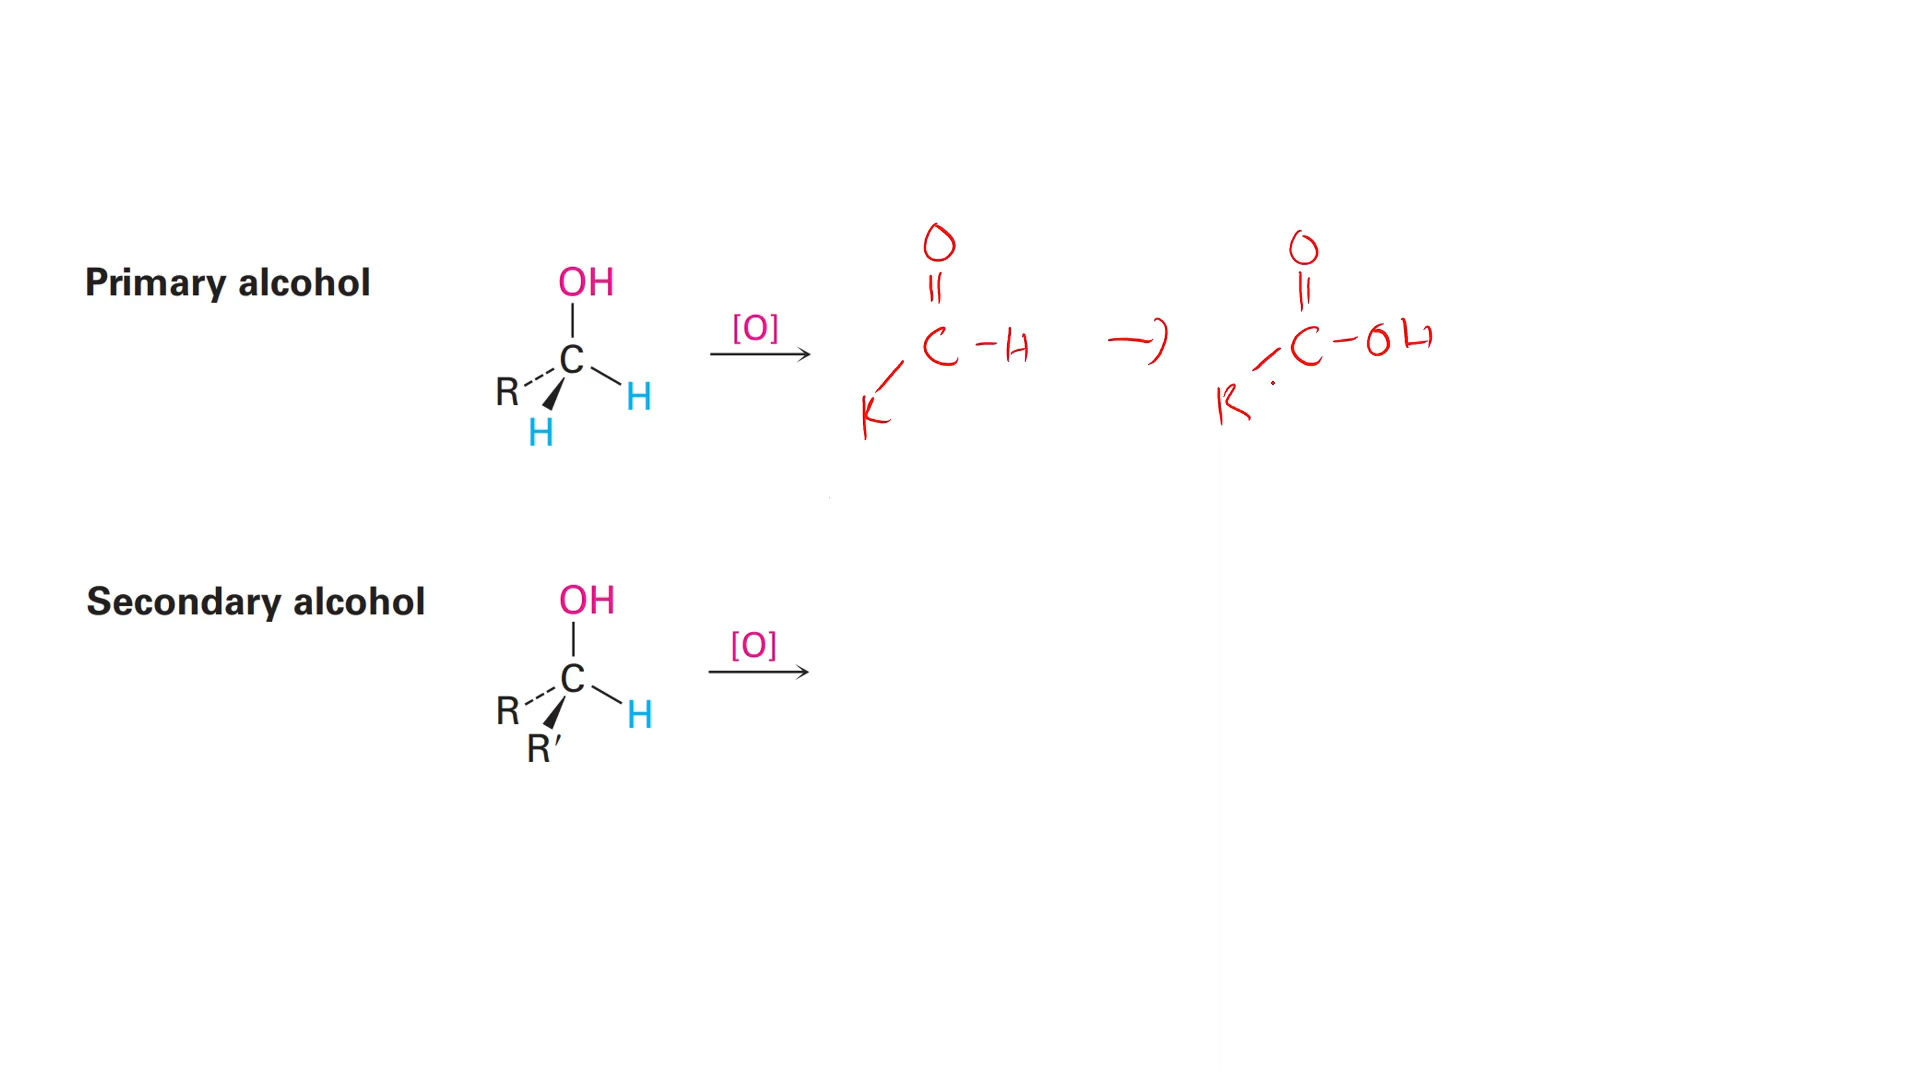 O O
Primary alcohol OH
[O] || ||
C C – H → C – OH
R H K R
H
Secondary alcohol OH
[O]
C
R H
R′